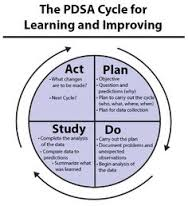 The PDSA Cycle for
Learning and Improving
Act
• What changes
are to be made?
• Next Cycle?
Plan
• Objective
• Question and
predictions (why)
• Plan to carry out the cycle
(who, what, where, when)
• Plan for data collection
Study
• Complete the analysis
of the data
• Compare data to
predictions
• Summarize what
was learned
Do
• Carry out the plan
• Document problems and
unexpected
observations
• Begin analysis of
the data